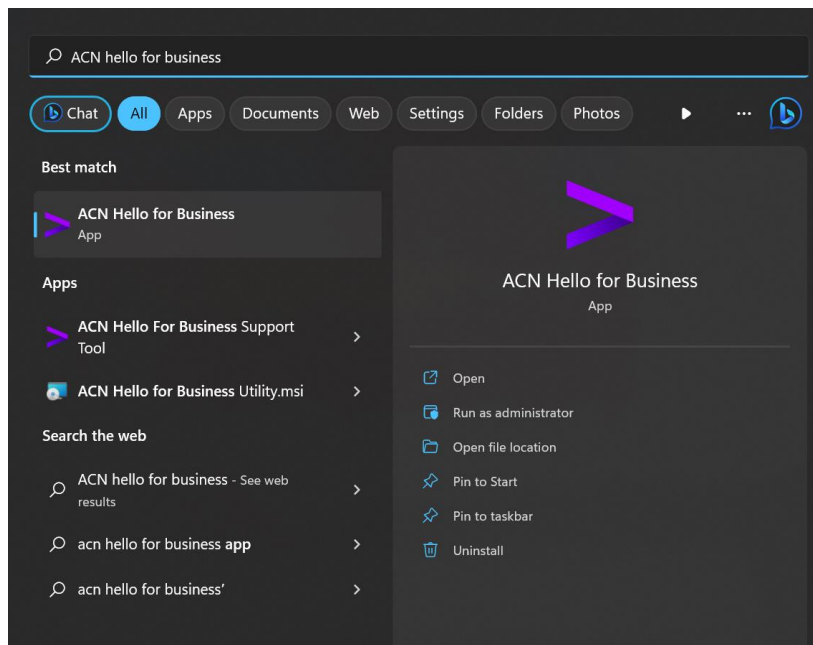 ACN hello for business
Chat
All
Apps
Documents
Web
Settings
Folders
Photos
Best match
ACN Hello for Business
App
Apps
ACN Hello For Business Support
Tool
ACN Hello for Business Utility.msi
Search the web
ACN hello for business - See web
results
acn hello for business app
acn hello for business'
ACN Hello for Business
App
Open
Run as administrator
Open file location
Pin to Start
Pin to taskbar
Uninstall